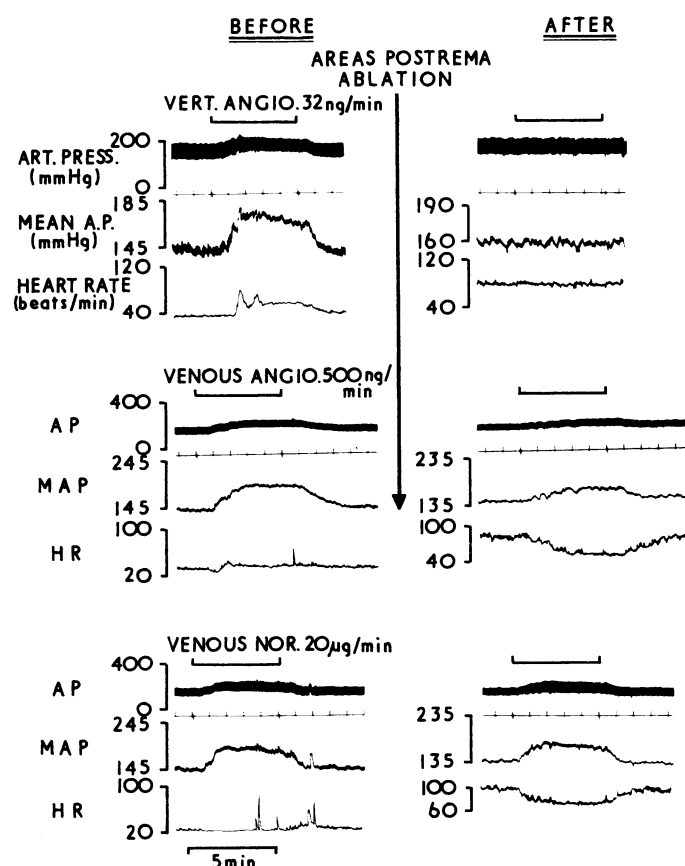 BEFORE
AFTER
AREAS POSTREMA
ABLATION
VERT. ANGIO. 32ng/min
ART. PRESS.
(mmHg)
200
0
MEAN A.P.
(mmHg)
185
145
190
160
HEART RATE
(beats/min)
120
40
120
40
VENOUS ANGIO. 500ng/
min
AP
400
0
MAP
245
145
235
135
HR
100
20
100
40
VENOUS NOR. 20µg/min
AP
400
0
MAP
245
145
235
135
HR
100
20
100
60
5min